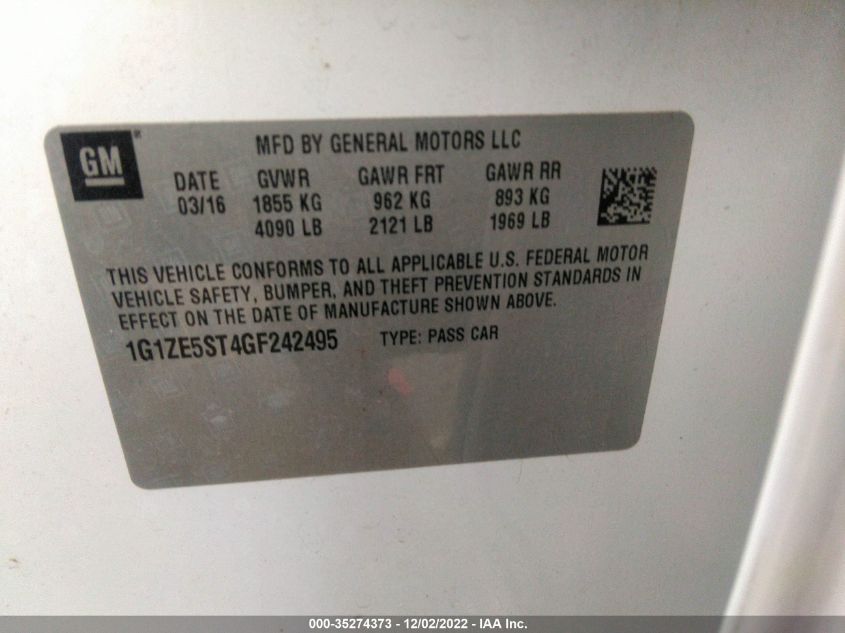 GM ®
MFD BY GENERAL MOTORS LLC
DATE GVWR GAWR FRT GAWR RR
03/16 1855 KG 962 KG 893 KG
4090 LB 2121 LB 1969 LB
THIS VEHICLE CONFORMS TO ALL APPLICABLE U.S. FEDERAL MOTOR
VEHICLE SAFETY, BUMPER, AND THEFT PREVENTION STANDARDS IN
EFFECT ON THE DATE OF MANUFACTURE SHOWN ABOVE.
1G1ZE5ST4GF242495 TYPE: PASS CAR
000-35274373 - 12/02/2022 - IAA Inc.